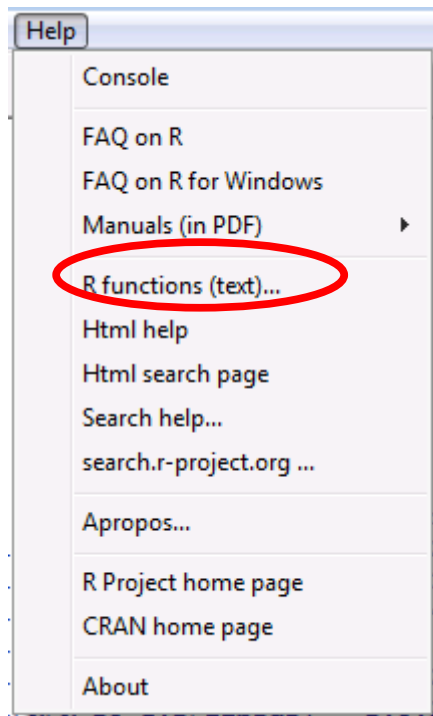 Help
Console
FAQ on R
FAQ on R for Windows
Manuals (in PDF)
R functions (text)...
Html help
Html search page
Search help...
search.r-project.org ...
Apropos...
R Project home page
CRAN home page
About